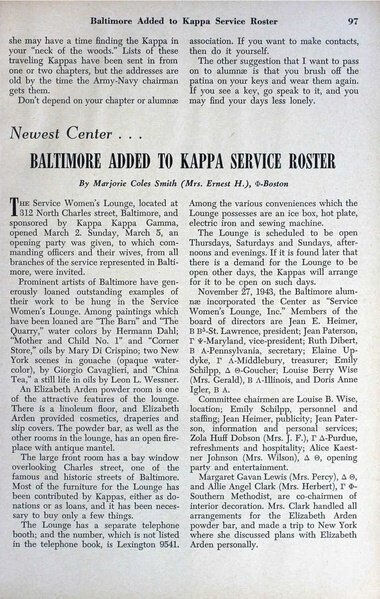 Baltimore Added to Kappa Service Roster 97
she may have a time finding the Kappa in
your "neck of the woods." Lists of these
traveling Kappas have been sent in from
one or two chapters, but the addresses are
old by the time the Army-Navy chairman
gets them.
Don't depend on your chapter or alumnæ
association. If you want to make contacts,
then do it yourself.
The other suggestion that I want to pass
on to alumnæ is that you brush off the
patina on your keys and wear them again.
If you see a key, go speak to it, and you
may find your days less lonely.
Newest Center . . .
BALTIMORE ADDED TO KAPPA SERVICE ROSTER
By Marjorie Coles Smith (Mrs. Ernest H.), Φ-Boston
THE Service Women's Lounge, located at
312 North Charles street, Baltimore, and
sponsored by Kappa Kappa Gamma,
opened March 2. Sunday, March 5, an
opening party was given, to which com-
manding officers and their wives, from all
branches of the service represented in Balti-
more, were invited.
Prominent artists of Baltimore have gen-
erously loaned outstanding examples of
their work to be hung in the Service
Women's Lounge. Among paintings which
have been loaned are "The Barn" and "The
Quarry," water colors by Hermann Dahl;
"Mother and Child No. 1" and "Corner
Store," oils by Mary Di Crispino; two New
York scenes in gouache (opaque water-
color), by Giorgio Cavaglieri, and "China
Tea," a still life in oils by Leon L. Wessner.
An Elizabeth Arden powder room is one
of the attractive features of the lounge.
There is a linoleum floor, and Elizabeth
Arden provided cosmetics, draperies and
slip covers. The powder bar, as well as the
other rooms in the lounge, has an open fire-
place with antique mantel.
The large front room has a bay window
overlooking Charles street, one of the
famous and historic streets of Baltimore.
Most of the furniture for the Lounge has
been contributed by Kappas, either as do-
nations or as loans, and it has been neces-
sary to buy only a few things.
The Lounge has a separate telephone
booth; and the number, which is not listed
in the telephone book, is Lexington 9541.
Among the various conveniences which the
Lounge possesses are an ice box, hot plate,
electric iron and sewing machine.
The Lounge is scheduled to be open
Thursdays, Saturdays and Sundays, after-
noons and evenings. If it is found later that
there is a demand for the Lounge to be
open other days, the Kappas will arrange
for it to be open on such days.
November 27, 1943, the Baltimore alum-
næ incorporated the Center as "Service
Women's Lounge, Inc." Members of the
board of directors are Jean E. Heimer,
B Bᐞ-St. Lawrence, president; Jean Paterson,
Γ Ψ-Maryland, vice-president; Ruth Dibert,
B A-Pennsylvania, secretary; Elaine Up-
dyke, Γ Λ-Middlebury, treasurer; Emily
Schilpp, Δ Θ-Goucher; Louise Berry Wise
(Mrs. Gerald), B Λ-Illinois, and Doris Anne
Igler, B A.
Committee chairmen are Louise B. Wise,
location; Emily Schilpp, personnel and
staffing; Jean Heimer, publicity; Jean Pater-
son, information and personal services;
Zola Huff Dobson (Mrs. J. F.), Γ Δ-Purdue,
refreshments and hospitality; Alice Kaest-
ner Johnson (Mrs. Wilson), Δ Θ, opening
party and entertainment.
Margaret Gavan Lewis (Mrs. Percy), Δ Θ,
and Allie Angel Clark (Mrs. Herbert), Γ Φ-
Southern Methodist, are co-chairmen of
interior decoration. Mrs. Clark handled all
arrangements for the Elizabeth Arden
powder bar, and made a trip to New York
where she discussed plans with Elizabeth
Arden personally.